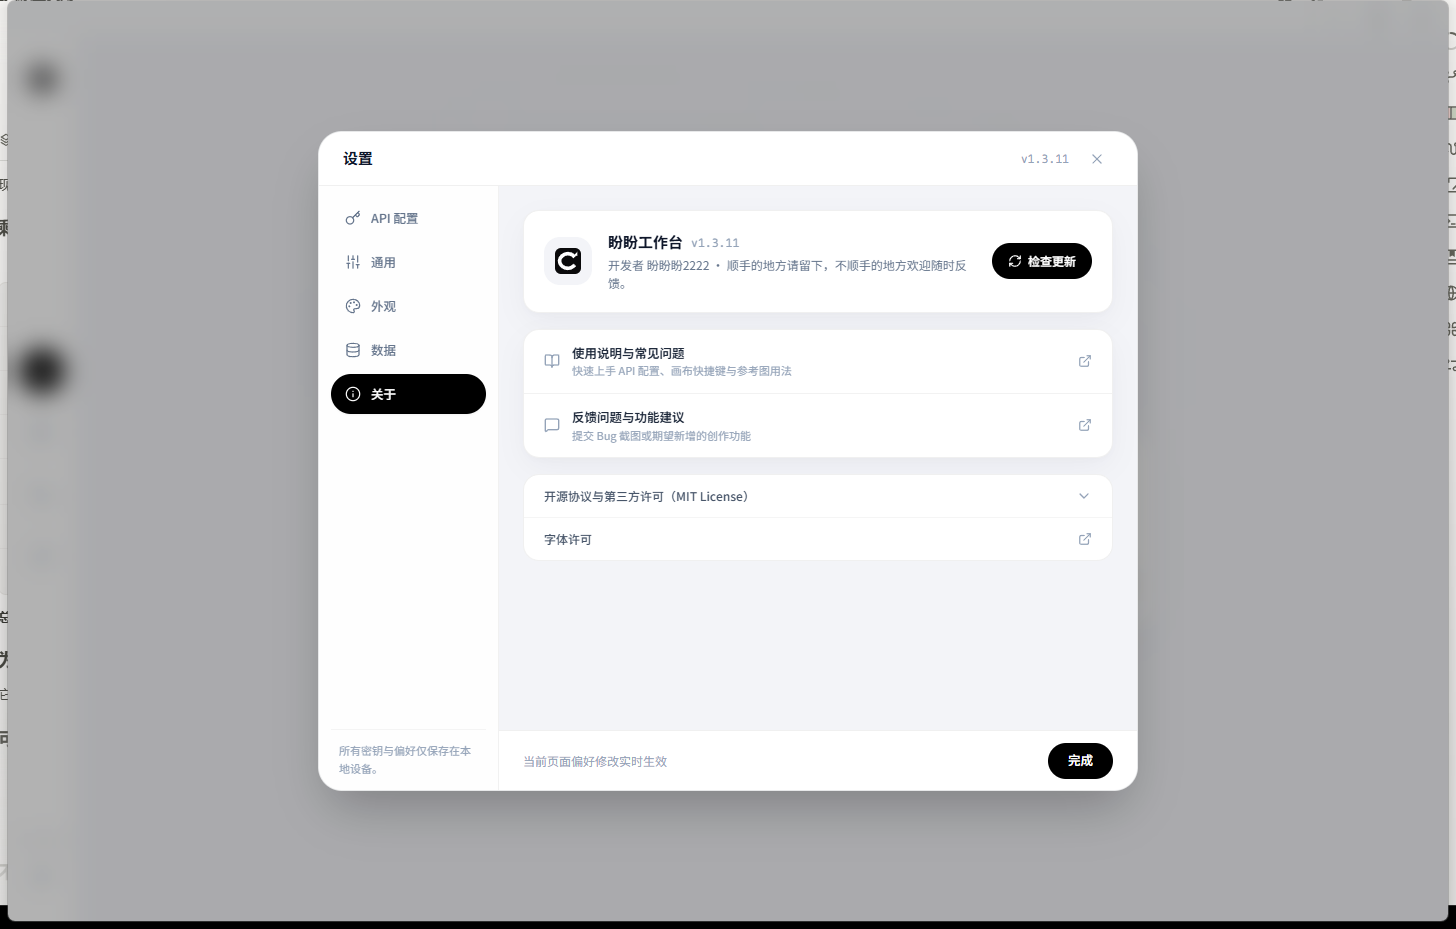 设置
v1.3.11
API 配置
通用
外观
数据
关于
所有密钥与偏好仅保存在本
地设备。
盼盼工作台 v1.3.11
开发者 盼盼盼2222 · 顺手的地方请留下，不顺手的地方欢迎随时反
馈。
检查更新
使用说明与常见问题
快速上手 API 配置、画布快捷键与参考图用法
反馈问题与功能建议
提交 Bug 截图或期望新增的创作功能
开源协议与第三方许可（MIT License）
字体许可
当前页面偏好修改实时生效
完成